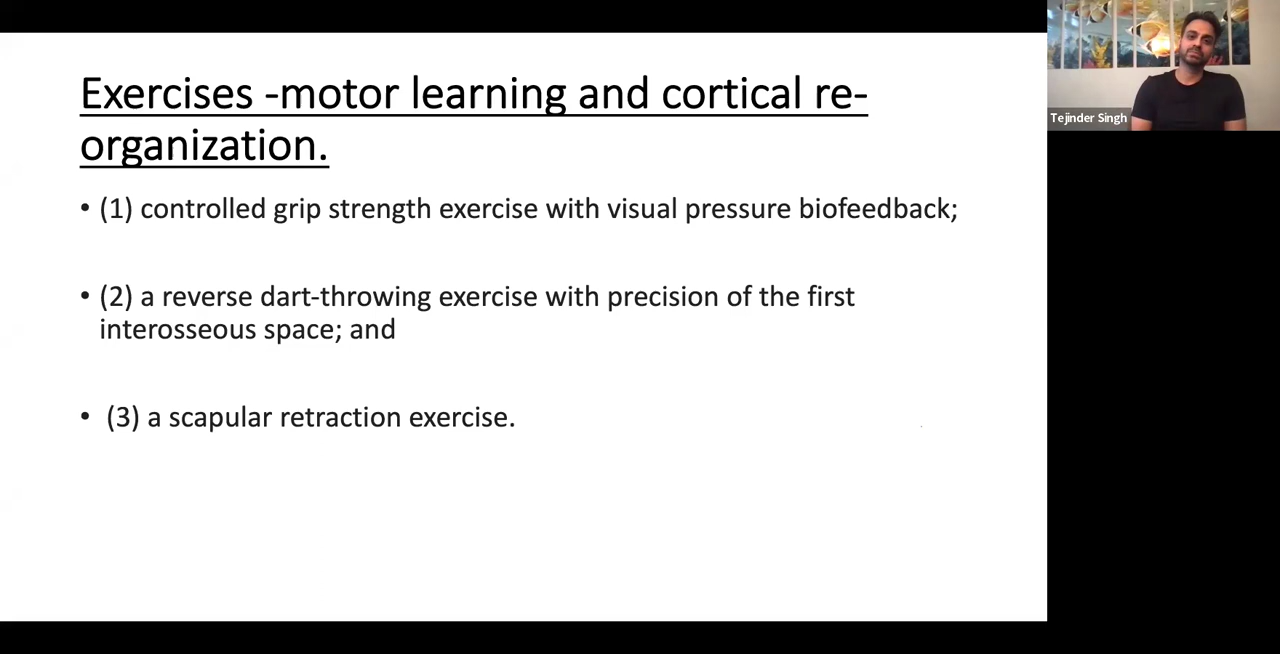 Exercises -motor learning and cortical re-
organization.
• (1) controlled grip strength exercise with visual pressure biofeedback;
• (2) a reverse dart-throwing exercise with precision of the first
interosseous space; and
• (3) a scapular retraction exercise.
Tejinder Singh